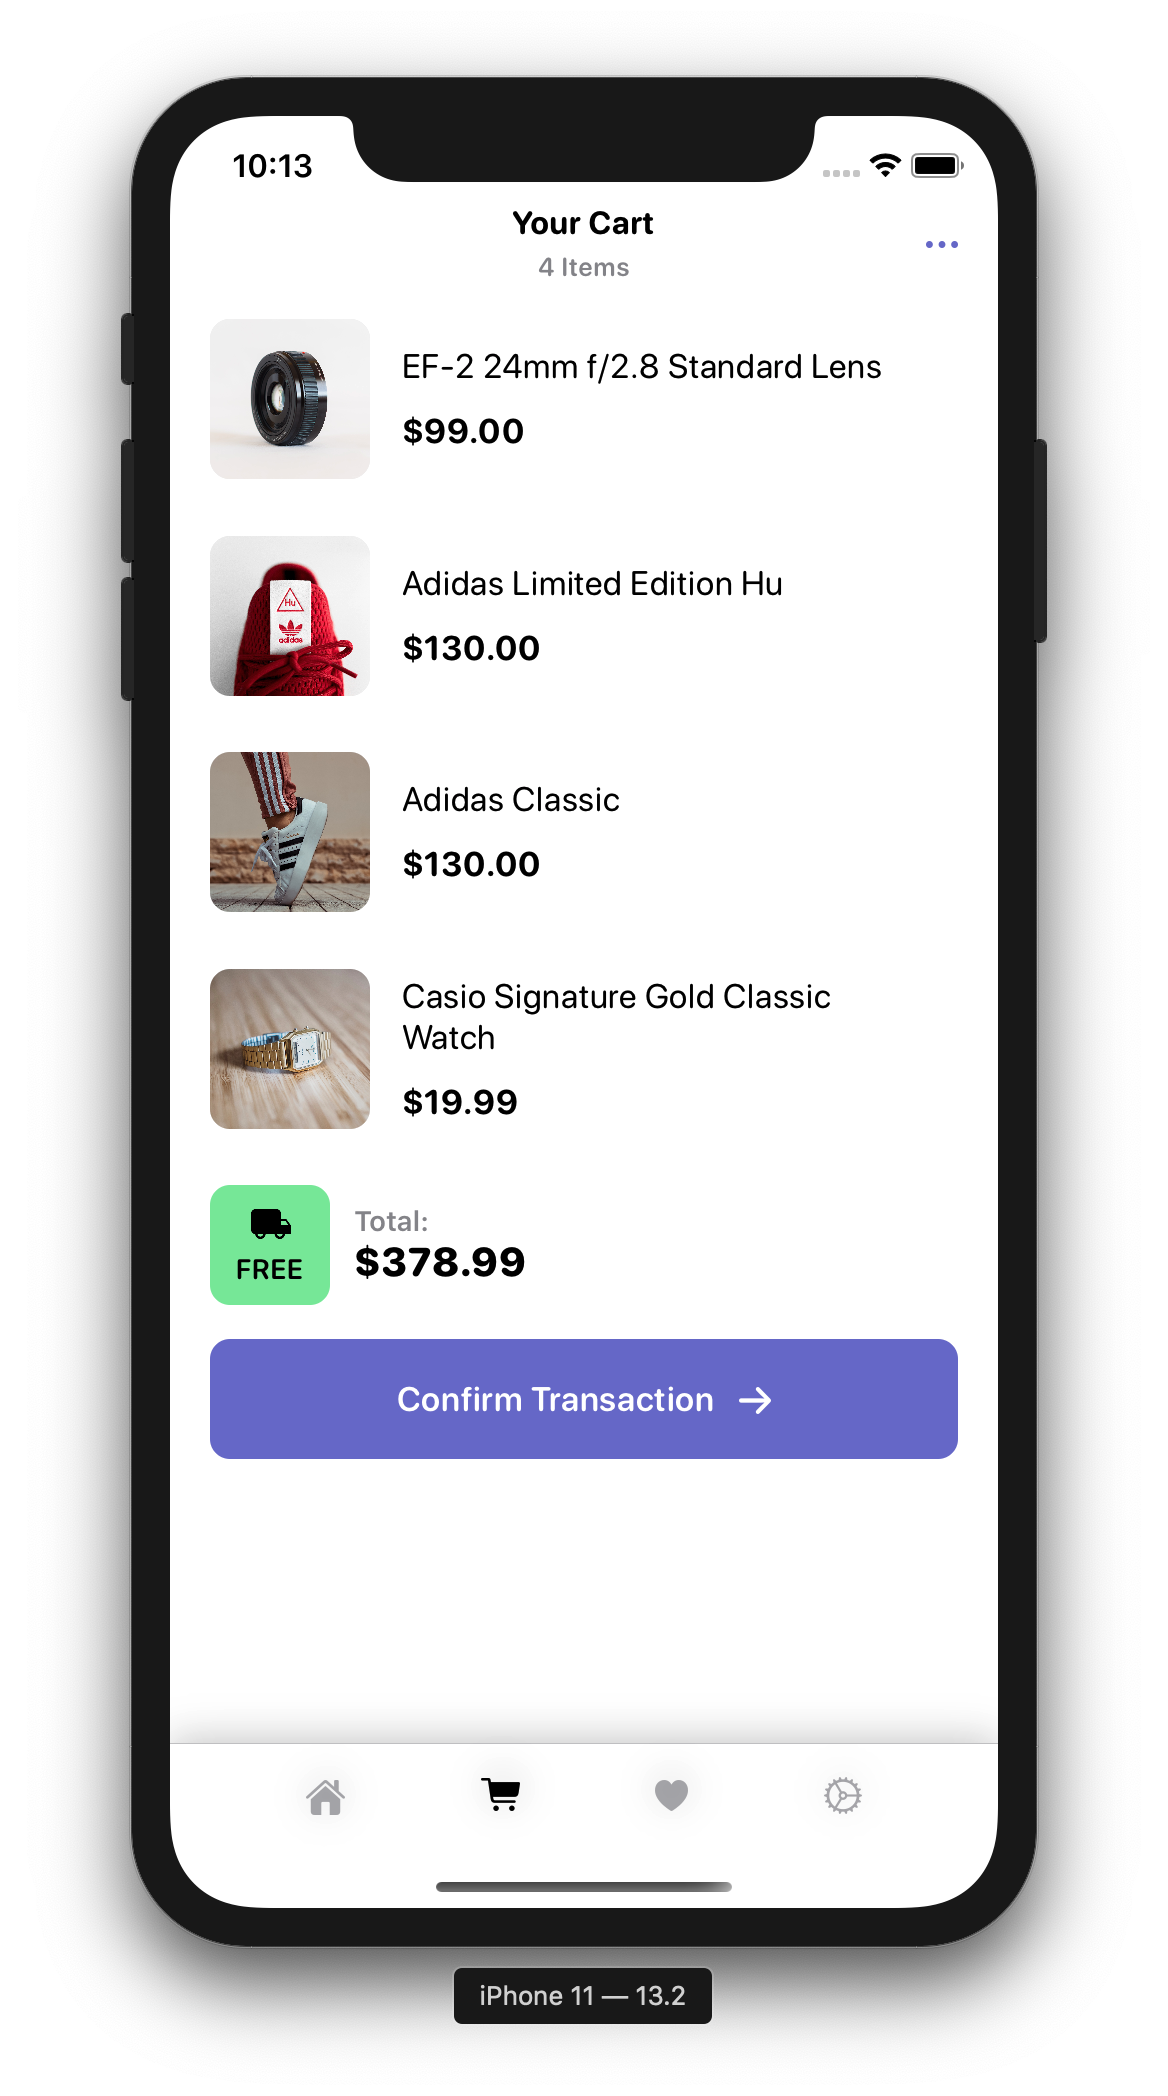 10:13
Your Cart
4 Items
EF-2 24mm f/2.8 Standard Lens
$99.00
Hu
adidas
Adidas Limited Edition Hu
$130.00
Adidas Classic
$130.00
Casio Signature Gold Classic
Watch
$19.99
FREE
Total:
$378.99
Confirm Transaction
iPhone 11 — 13.2